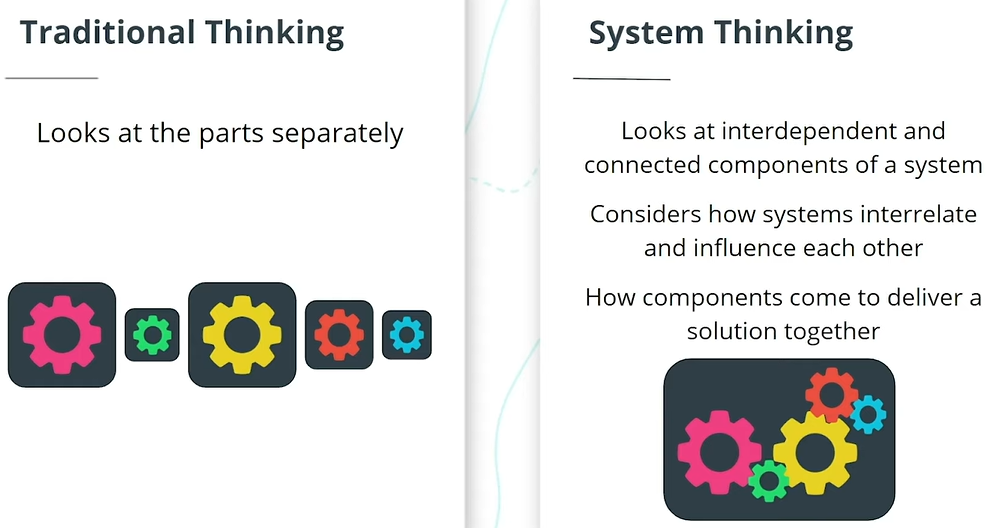 Traditional Thinking
Looks at the parts separately
System Thinking
Looks at interdependent and
connected components of a system
Considers how systems interrelate
and influence each other
How components come to deliver a
solution together